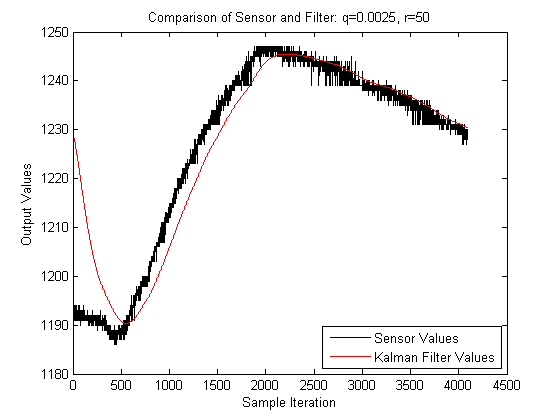 Comparison of Sensor and Filter: q=0.0025, r=50
1250
1240
1230
1220
1210
1200
1190
1180
Output Values
0 500 1000 1500 2000 2500 3000 3500 4000 4500
Sample Iteration
Sensor Values
Kalman Filter Values